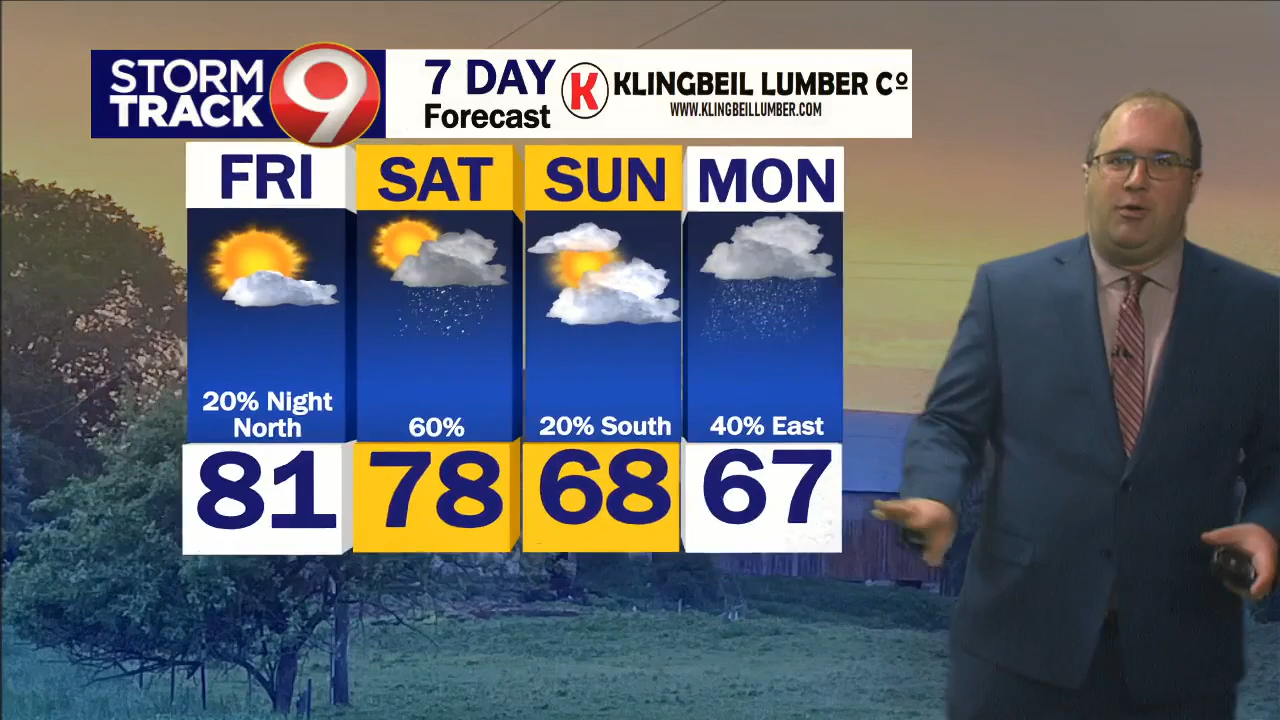 STORM
TRACK
9
7 DAY
Forecast
K
KLINGBEIL LUMBER Cº
WWW.KLINGBEILLUMBER.COM
FRI
SAT
SUN
MON
20% Night
North
60%
20% South
40% East
81
78
68
67